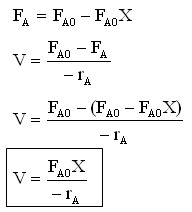 F_A = F_A0 − F_A0X
V = (F_A0 − F_A) / (−r_A)
V = (F_A0 − (F_A0 − F_A0X)) / (−r_A)
V = (F_A0X) / (−r_A)